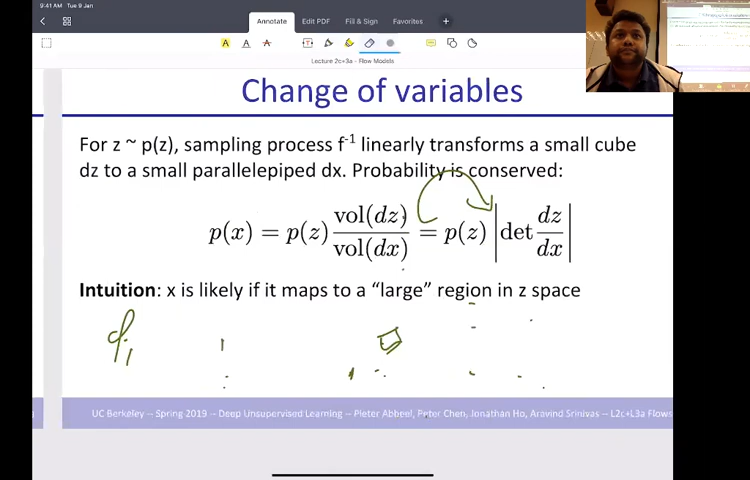 9:41 AM Tue 9 Jan
Annotate Edit PDF Fill & Sign Favorites +
A A A
Lecture 2c+3a - Flow Models
Change of variables
For z ~ p(z), sampling process f⁻¹ linearly transforms a small cube
dz to a small parallelepiped dx. Probability is conserved:
p(x) = p(z) vol(dz)/vol(dx) = p(z) |det dz/dx|
Intuition: x is likely if it maps to a “large” region in z space
UC Berkeley -- Spring 2019 -- Deep Unsupervised Learning -- Pieter Abbeel, Peter Chen, Jonathan Ho, Aravind Srinivas -- L2c+L3a Flows